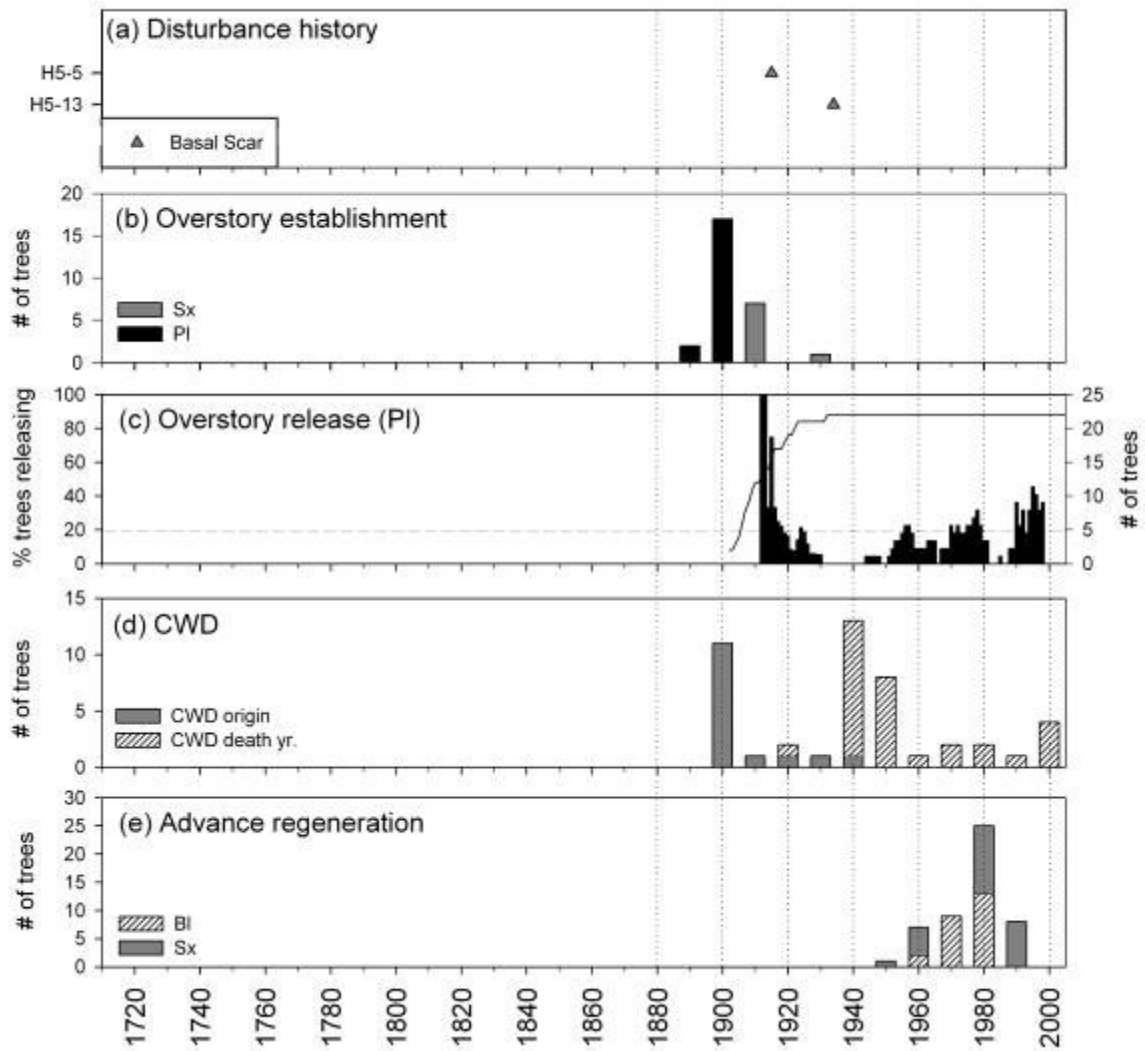 (a) Disturbance history
H5-5
H5-13
Basal Scar
20
(b) Overstory establishment
15
# of trees
10
Sx
5
Pl
0
100
25
(c) Overstory release (Pl)
80
20
% trees releasing
60
15
# of trees
40
10
20
5
0
0
15
(d) CWD
10
# of trees
CWD origin
5
CWD death yr.
0
30
(e) Advance regeneration
25
20
# of trees
15
10
Bl
5
Sx
0
1720 1740 1760 1780 1800 1820 1840 1860 1880 1900 1920 1940 1960 1980 2000